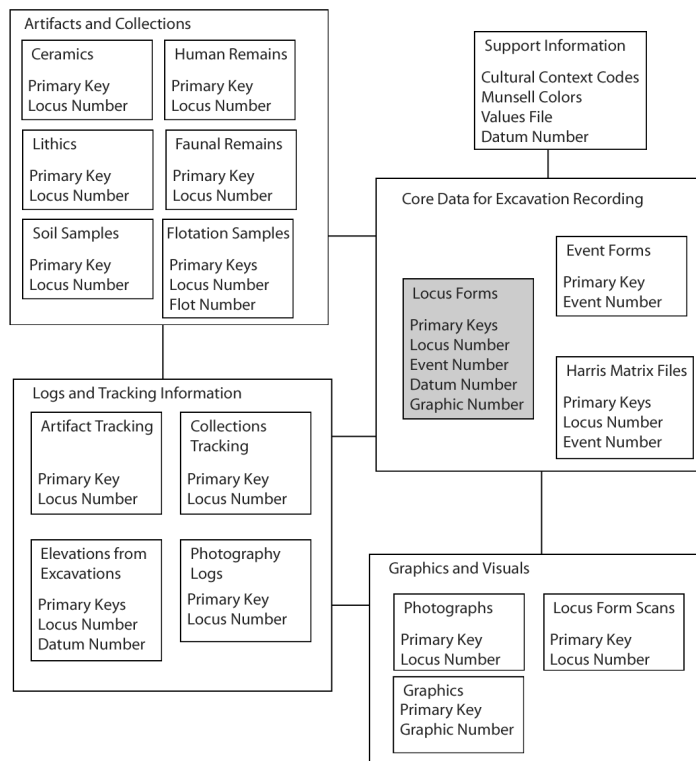 Artifacts and Collections
Ceramics
Primary Key
Locus Number
Human Remains
Primary Key
Locus Number
Lithics
Primary Key
Locus Number
Faunal Remains
Primary Key
Locus Number
Soil Samples
Primary Key
Locus Number
Flotation Samples
Primary Keys
Locus Number
Flot Number
Support Information
Cultural Context Codes
Munsell Colors
Values File
Datum Number
Core Data for Excavation Recording
Locus Forms
Primary Keys
Locus Number
Event Number
Datum Number
Graphic Number
Event Forms
Primary Key
Event Number
Harris Matrix Files
Primary Keys
Locus Number
Event Number
Logs and Tracking Information
Artifact Tracking
Primary Key
Locus Number
Collections
Tracking
Primary Key
Locus Number
Elevations from
Excavations
Primary Keys
Locus Number
Datum Number
Photography
Logs
Primary Key
Locus Number
Graphics and Visuals
Photographs
Primary Key
Locus Number
Locus Form Scans
Primary Key
Locus Number
Graphics
Primary Key
Graphic Number